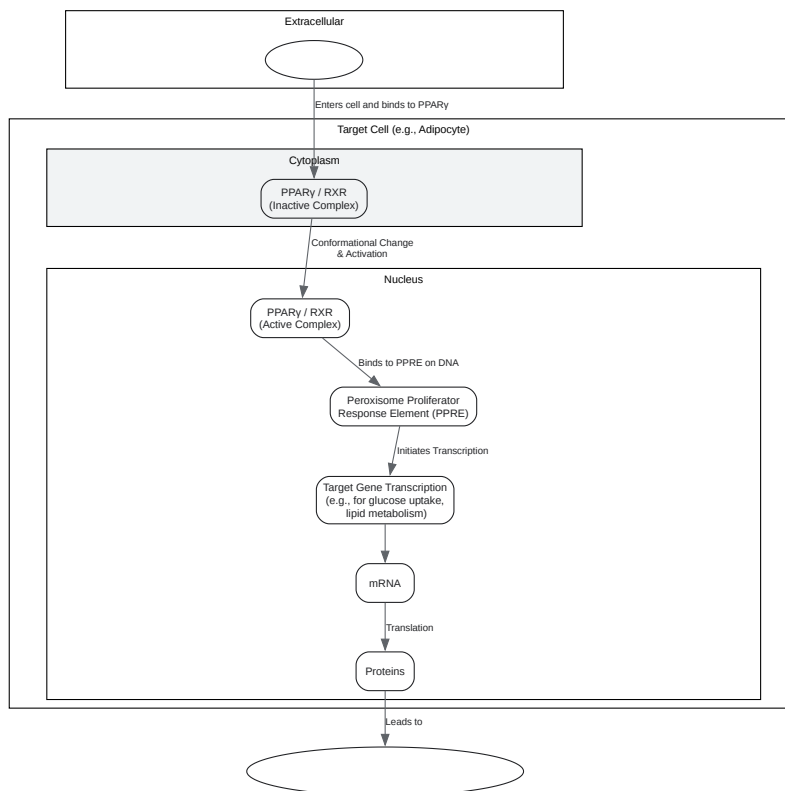 Extracellular
Enters cell and binds to PPARγ
Target Cell (e.g., Adipocyte)
Cytoplasm
PPARγ / RXR
(Inactive Complex)
Conformational Change
& Activation
Nucleus
PPARγ / RXR
(Active Complex)
Binds to PPRE on DNA
Peroxisome Proliferator
Response Element (PPRE)
Initiates Transcription
Target Gene Transcription
(e.g., for glucose uptake,
lipid metabolism)
mRNA
Translation
Proteins
Leads to